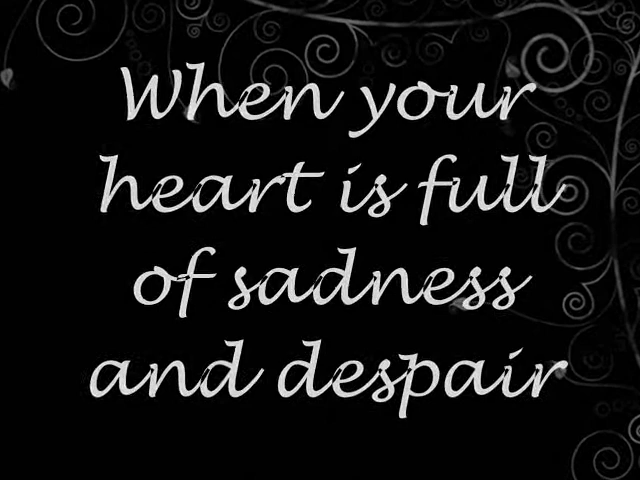 When your
heart is full
of sadness
and despair